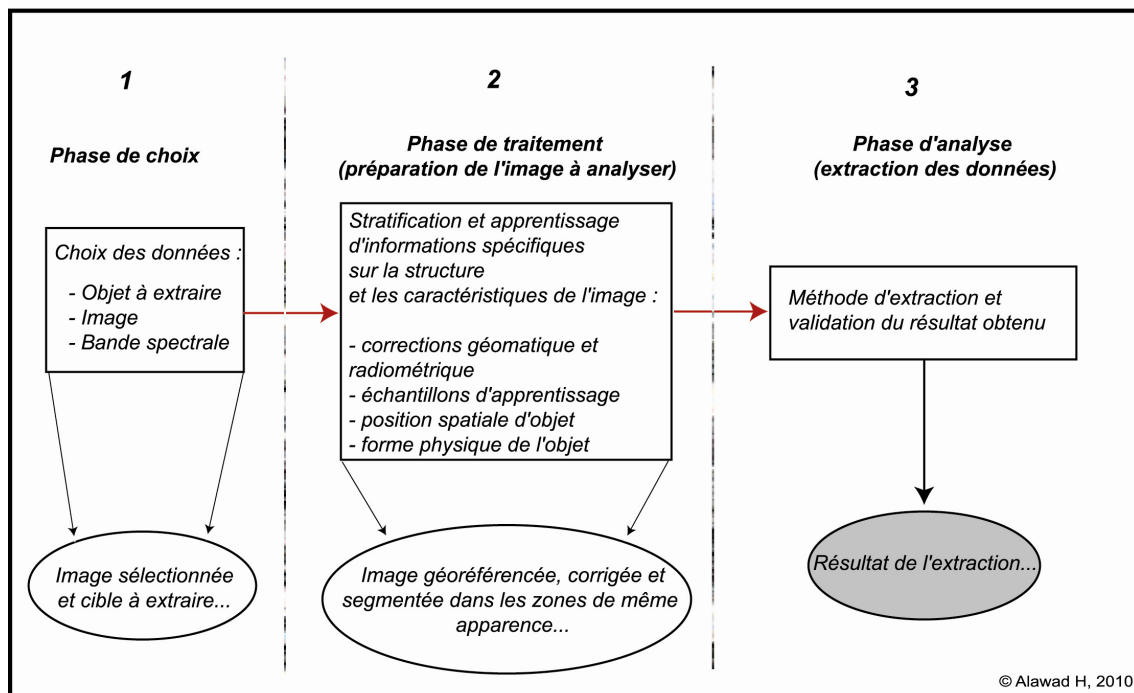 1
Phase de choix
Choix des données :
- Objet à extraire
- Image
- Bande spectrale
Image sélectionnée
et cible à extraire...
2
Phase de traitement
(préparation de l'image à analyser)
Stratification et apprentissage
d'informations spécifiques
sur la structure
et les caractéristiques de l'image :
- corrections géomatique et
radiométrique
- échantillons d'apprentissage
- position spatiale d'objet
- forme physique de l'objet
Image géoréférencée, corrigée et
segmentée dans les zones de même
apparence...
3
Phase d'analyse
(extraction des données)
Méthode d'extraction et
validation du résultat obtenu
Résultat de l'extraction...
© Alawad H, 2010